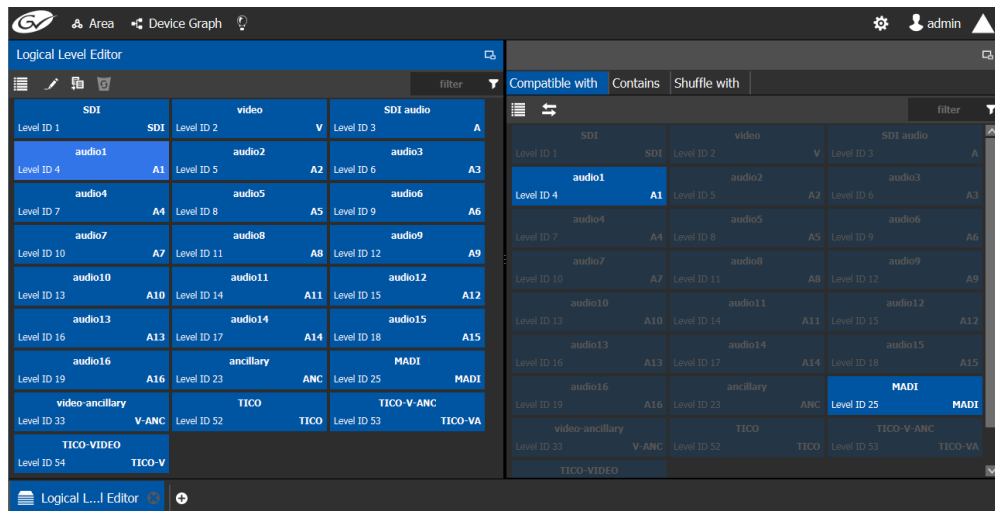 GV Area Device Graph admin
Logical Level Editor
filter
SDI video SDI audio
Level ID 1 SDI Level ID 2 V Level ID 3 A
audio1 audio2 audio3
Level ID 4 A1 Level ID 5 A2 Level ID 6 A3
audio4 audio5 audio6
Level ID 7 A4 Level ID 8 A5 Level ID 9 A6
audio7 audio8 audio9
Level ID 10 A7 Level ID 11 A8 Level ID 12 A9
audio10 audio11 audio12
Level ID 13 A10 Level ID 14 A11 Level ID 15 A12
audio13 audio14 audio15
Level ID 16 A13 Level ID 17 A14 Level ID 18 A15
audio16 ancillary MADI
Level ID 19 A16 Level ID 23 ANC Level ID 25 MADI
video-ancillary TICO TICO-V-ANC
Level ID 33 V-ANC Level ID 52 TICO Level ID 53 TICO-VA
TICO-VIDEO
Level ID 54 TICO-V
Compatible with Contains Shuffle with
filter
SDI video SDI audio
Level ID 1 SDI Level ID 2 V Level ID 3 A
audio1 audio2 audio3
Level ID 4 A1 Level ID 5 A2 Level ID 6 A3
audio4 audio5 audio6
Level ID 7 A4 Level ID 8 A5 Level ID 9 A6
audio7 audio8 audio9
Level ID 10 A7 Level ID 11 A8 Level ID 12 A9
audio10 audio11 audio12
Level ID 13 A10 Level ID 14 A11 Level ID 15 A12
audio13 audio14 audio15
Level ID 16 A13 Level ID 17 A14 Level ID 18 A15
audio16 ancillary MADI
Level ID 19 A16 Level ID 23 ANC Level ID 25 MADI
video-ancillary TICO TICO-V-ANC
Level ID 33 V-ANC Level ID 52 TICO Level ID 53 TICO-VA
TICO-VIDEO
Logical L...l Editor